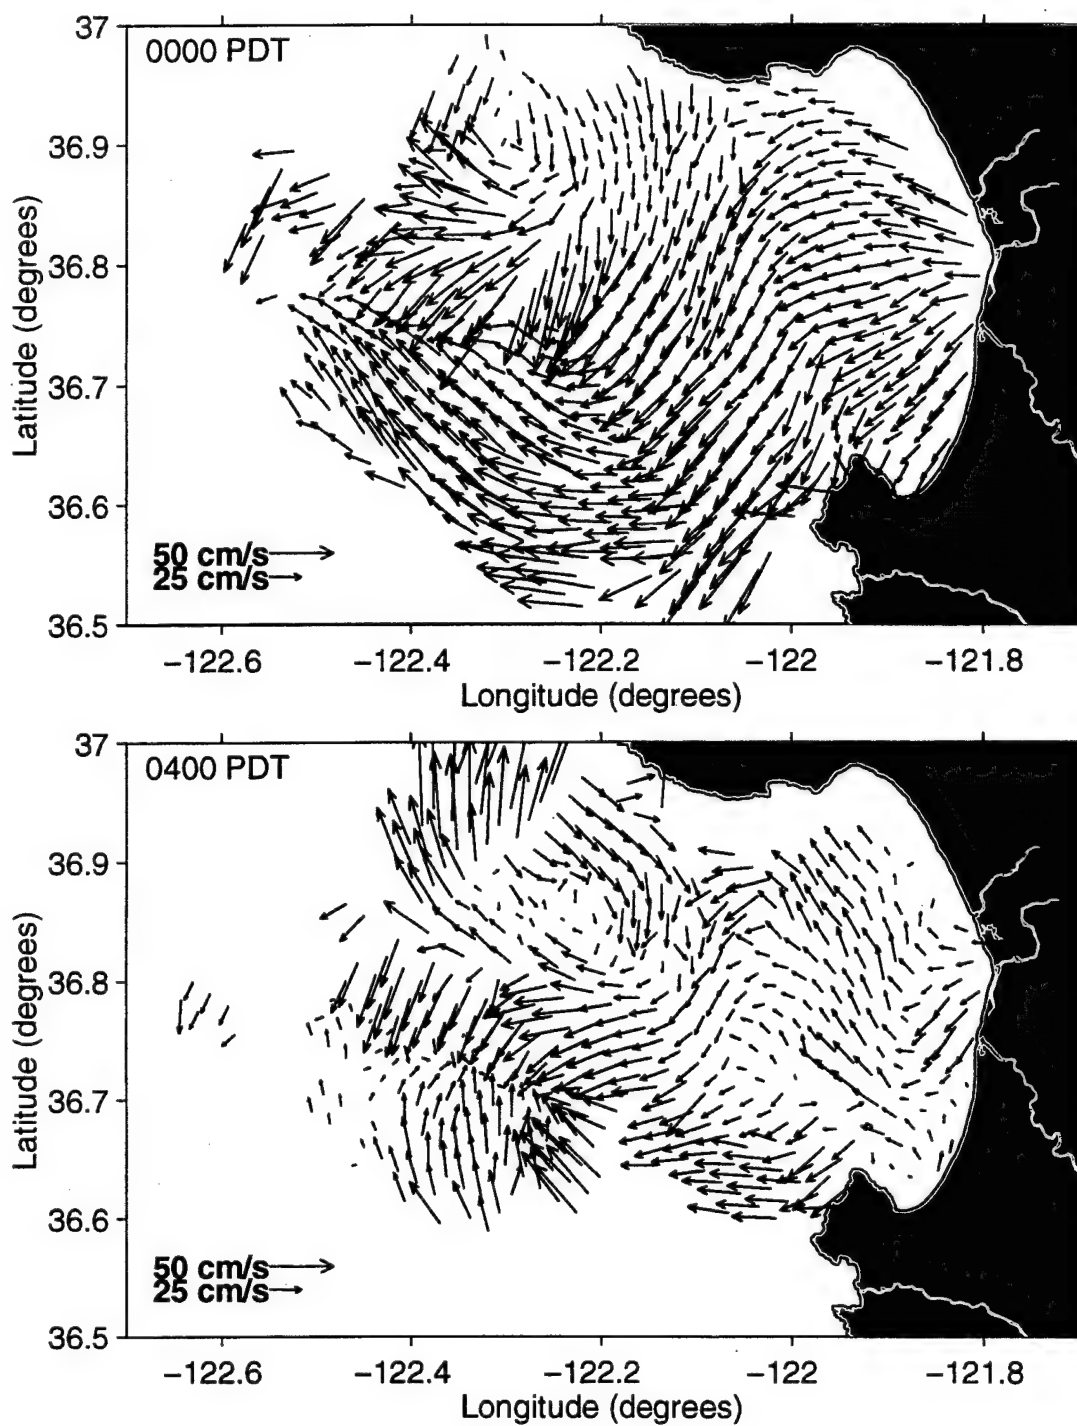 37
0000 PDT
36.9
36.8
36.7
36.6
36.5
50 cm/s
25 cm/s
Latitude (degrees)
−122.6 −122.4 −122.2 −122 −121.8
Longitude (degrees)
37
0400 PDT
36.9
36.8
36.7
36.6
36.5
50 cm/s
25 cm/s
Latitude (degrees)
−122.6 −122.4 −122.2 −122 −121.8
Longitude (degrees)